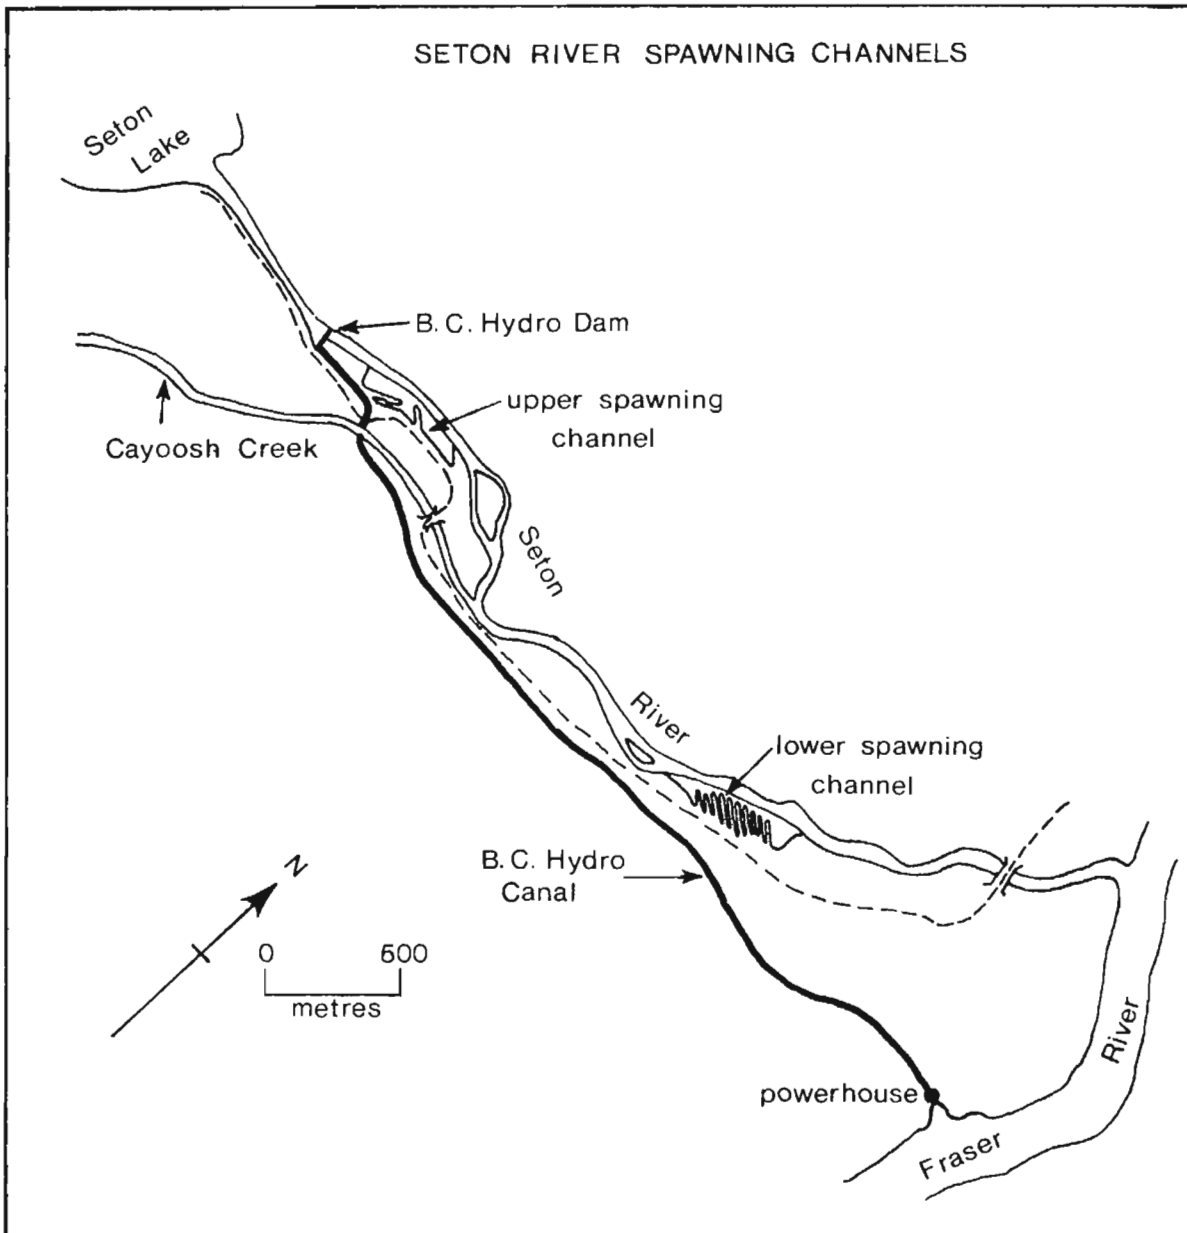 SETON RIVER SPAWNING CHANNELS
Seton
Lake
B.C. Hydro Dam
upper spawning
channel
Cayoosh Creek
Seton
River
lower spawning
channel
B.C. Hydro
Canal
N
0 600
metres
powerhouse
River
Fraser